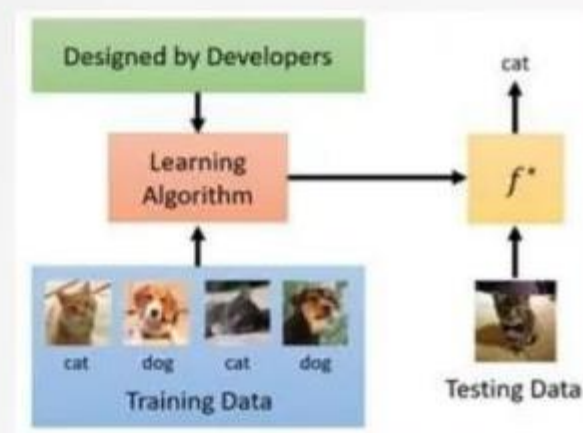 Designed by Developers
cat
Learning
Algorithm
f*
cat
dog
cat
dog
Training Data
Testing Data